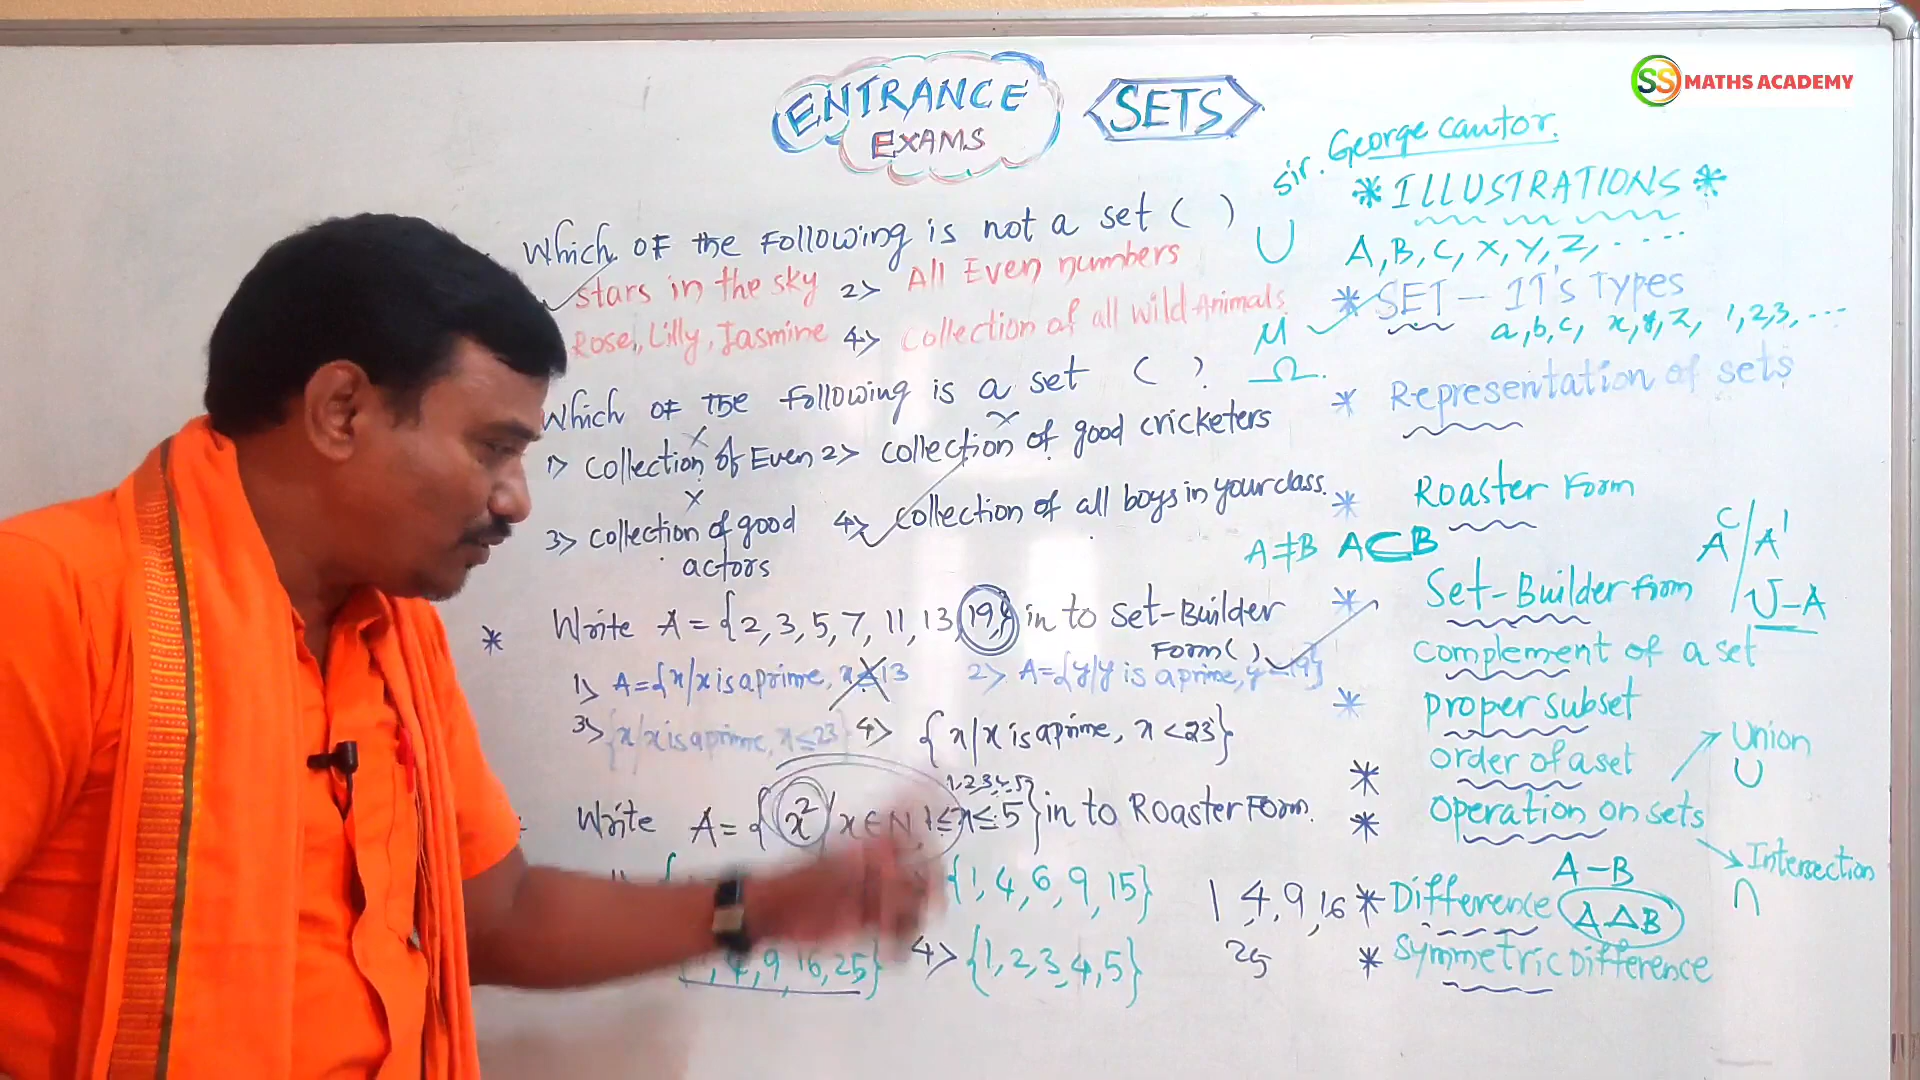 SS MATHS ACADEMY
ENTRANCE
EXAMS
SETS
Sir. George cantor.
Which of the following is not a set ( )
stars in the sky 2> All Even numbers
Rose, Lilly, Jasmine 4> Collection of all wild Animals
Which of the following is a set ( )
1> collection of Even 2> collection of good cricketers
3> collection of good actors 4> collection of all boys in your class.
* Write A = {2, 3, 5, 7, 11, 13, 19,} in to Set-Builder Form ( )
1> A = {x/x is a prime, x ≤ 13 2> A = {y/y is a prime, y - 19}
3> {x/x is a prime, x ≤ 23} 4> {x/x is a prime, x < 23}
1,2,3,4,5}
Write A = {x²/x ∈ N, 1 ≤ x ≤ 5} in to Roaster Form.
{1, 4, 6, 9, 15}
, 4, 9, 16, 25} 4> {1, 2, 3, 4, 5}
1 4, 9, 16
25
* ILLUSTRATIONS *
U A, B, C, X, Y, Z, . . . .
* SET - IT's Types
μ a, b, c, x, y, z, 1, 2, 3, . . .
Ω
* Representation of sets
* Roaster Form
A ≠ B A ⊂ B
Aᶜ / A'
U - A
* Set-Builder form
complement of a set
* proper subset
* order of a set
* Operation on sets
Union
U
Intersection
∩
A - B
* Difference A Δ B
* Symmetric Difference